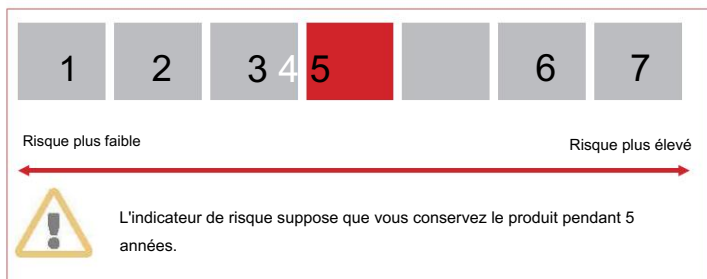 1 2 3 4 5 6 7
Risque plus faible
Risque plus élevé
L'indicateur de risque suppose que vous conservez le produit pendant 5
années.